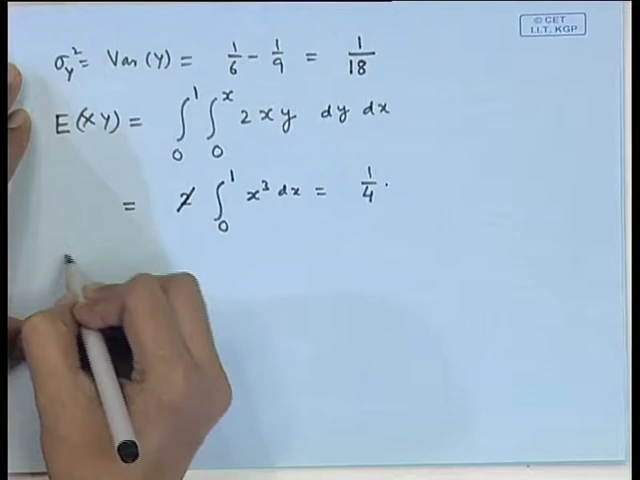 © CET
I.I.T. KGP
σ_y² = Var (Y) = 1/6 - 1/9 = 1/18
E(XY) = ∫₀¹ ∫₀ˣ 2xy dy dx
= 2̸ ∫₀¹ x³ dx = 1/4 .